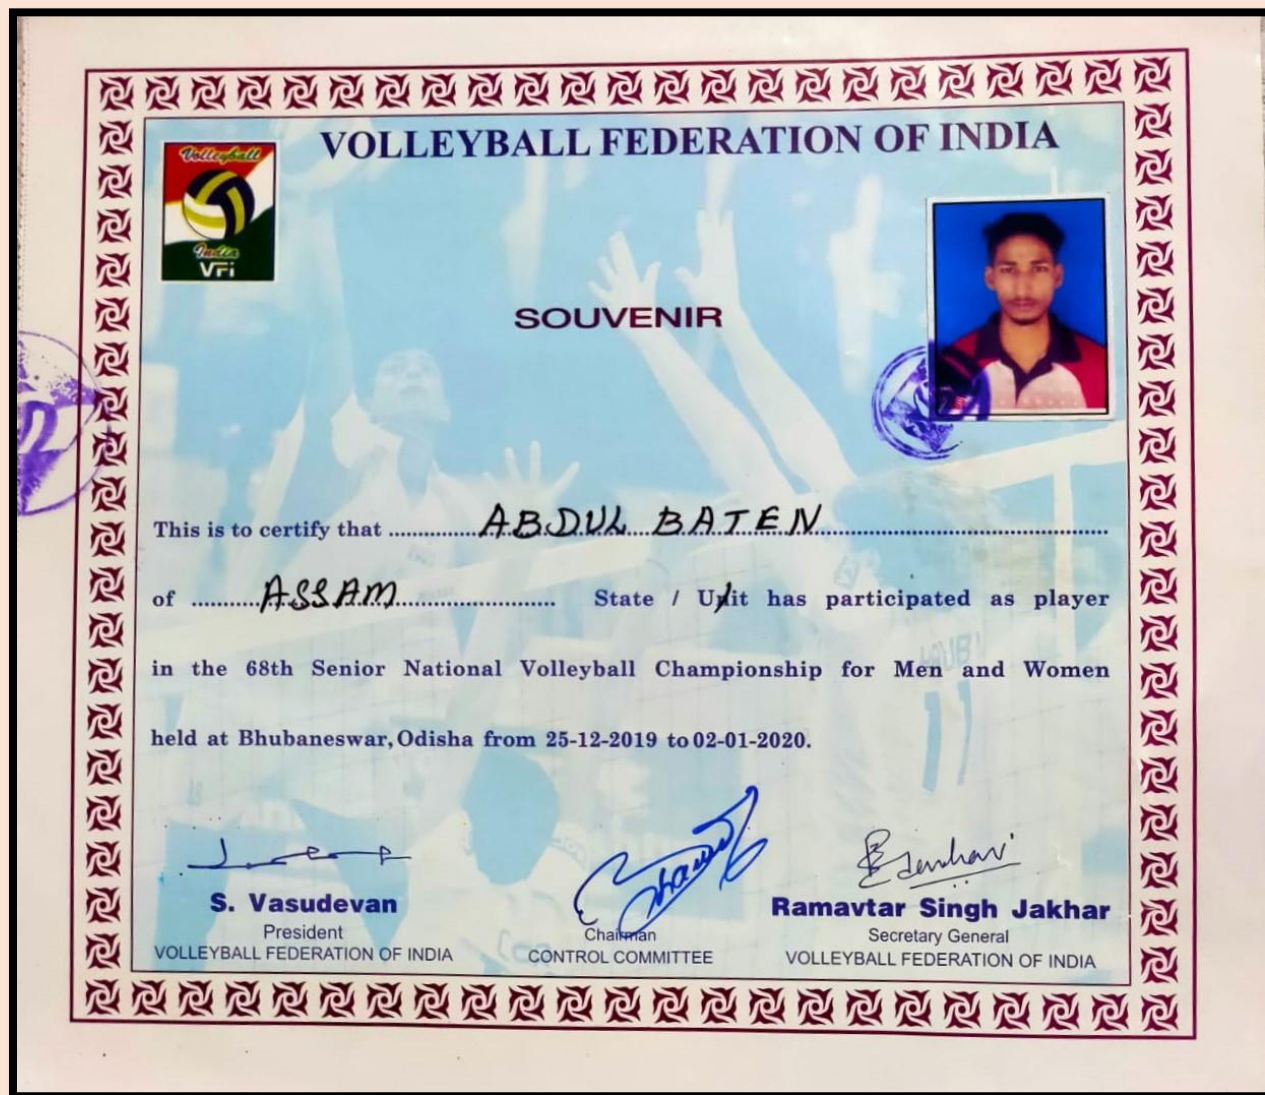 VOLLEYBALL FEDERATION OF INDIA
Volleyball
India
VFi
SOUVENIR
This is to certify that ..............ABDUL BATEN..............
of ..........ASSAM.......................... State / Unit has participated as player
in the 68th Senior National Volleyball Championship for Men and Women
held at Bhubaneswar, Odisha from 25-12-2019 to 02-01-2020.
S. Vasudevan
President
VOLLEYBALL FEDERATION OF INDIA
Chairman
CONTROL COMMITTEE
Ramavtar Singh Jakhar
Secretary General
VOLLEYBALL FEDERATION OF INDIA